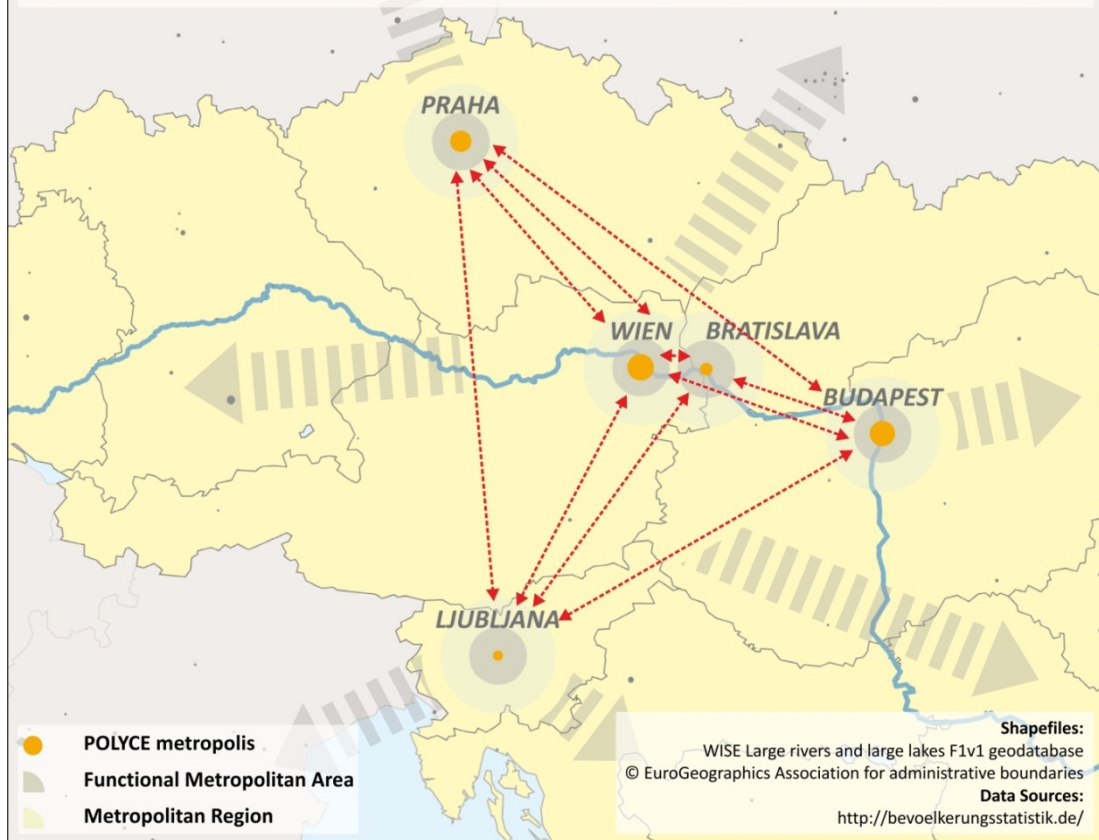 PRAHA
WIEN
BRATISLAVA
BUDAPEST
LJUBLJANA
POLYCE metropolis
Functional Metropolitan Area
Metropolitan Region
Shapefiles:
WISE Large rivers and large lakes F1v1 geodatabase
© EuroGeographics Association for administrative boundaries
Data Sources:
http://bevoelkerungsstatistik.de/